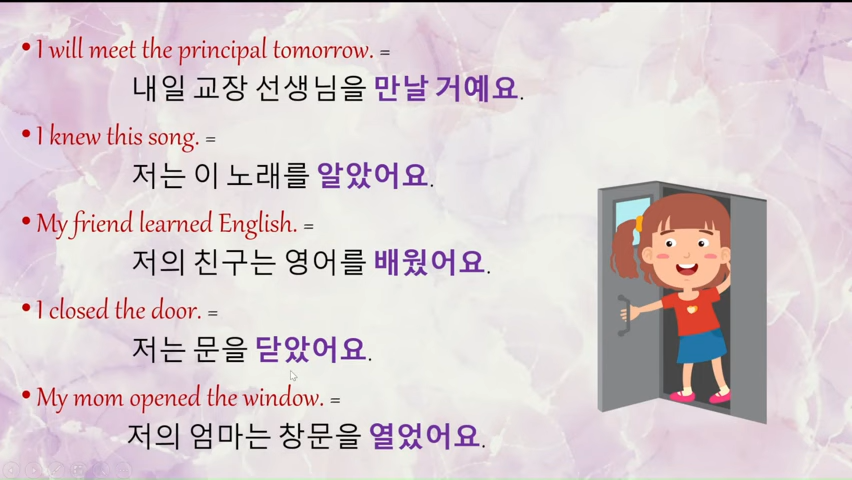 • I will meet the principal tomorrow. =
내일 교장 선생님을 만날 거예요.
• I knew this song. =
저는 이 노래를 알았어요.
• My friend learned English. =
저의 친구는 영어를 배웠어요.
• I closed the door. =
저는 문을 닫았어요.
• My mom opened the window. =
저의 엄마는 창문을 열었어요.